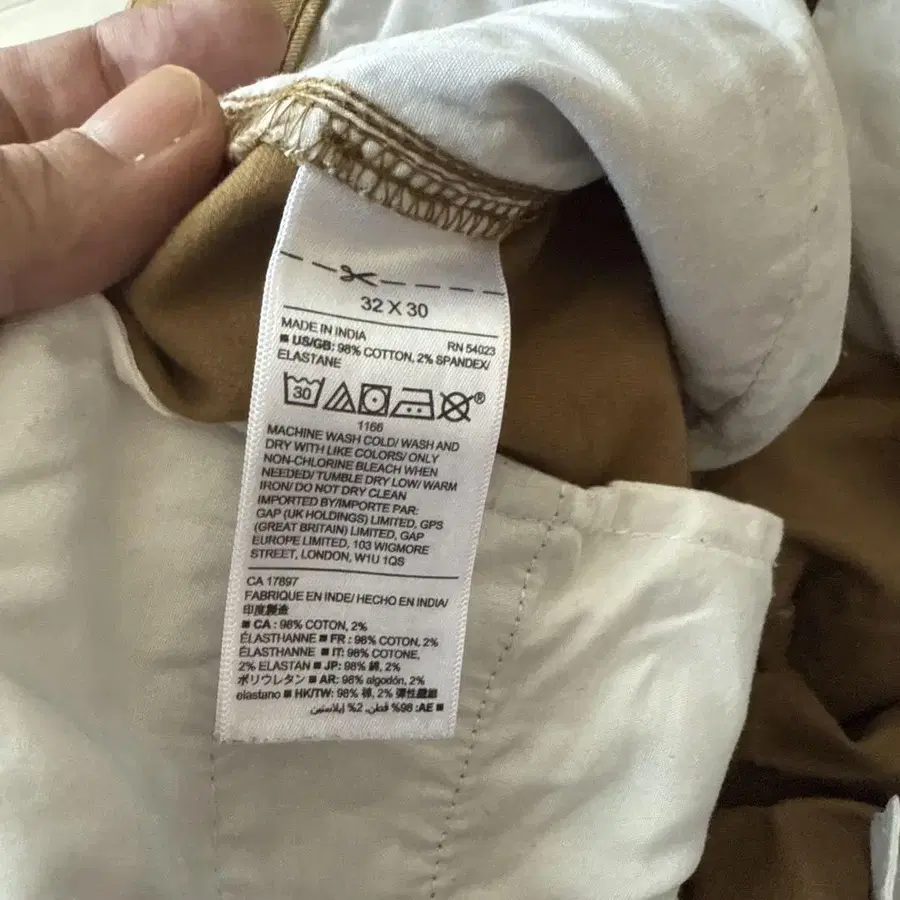 32 X 30
MADE IN INDIA RN 54023
■ US/GB: 98% COTTON, 2% SPANDEX/
ELASTANE
30 ®
1166
MACHINE WASH COLD/ WASH AND
DRY WITH LIKE COLORS/ ONLY
NON-CHLORINE BLEACH WHEN
NEEDED/ TUMBLE DRY LOW/ WARM
IRON/ DO NOT DRY CLEAN
IMPORTED BY/IMPORTE PAR:
GAP (UK HOLDINGS) LIMITED, GPS
(GREAT BRITAIN) LIMITED, GAP
EUROPE LIMITED, 103 WIGMORE
STREET, LONDON, W1U 1QS
CA 17897
FABRIQUE EN INDE/ HECHO EN INDIA/
印度製造
■ CA : 98% COTON, 2%
ÉLASTHANNE ■ FR : 98% COTON, 2%
ÉLASTHANNE ■ IT: 98% COTONE,
2% ELASTAN ■ JP: 98% 綿, 2%
ポリウレタン ■ AR: 98% algodón, 2%
elastano ■ HK/TW: 98% 棉, 2% 彈性纖維
■ AE: 98% قطن, 2% إيلاستين